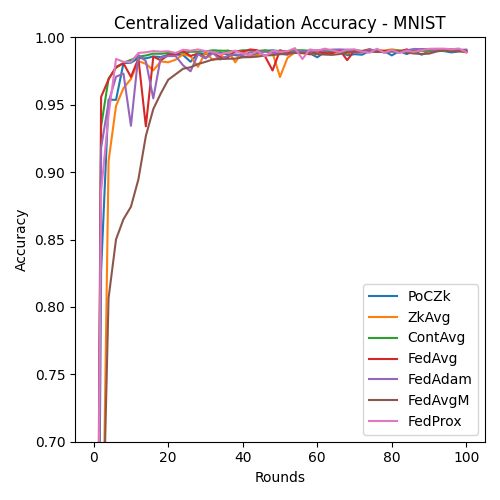 Centralized Validation Accuracy - MNIST
1.00
0.95
0.90
0.85
0.80
0.75
0.70
Accuracy
PoCZk
ZkAvg
ContAvg
FedAvg
FedAdam
FedAvgM
FedProx
0 20 40 60 80 100
Rounds